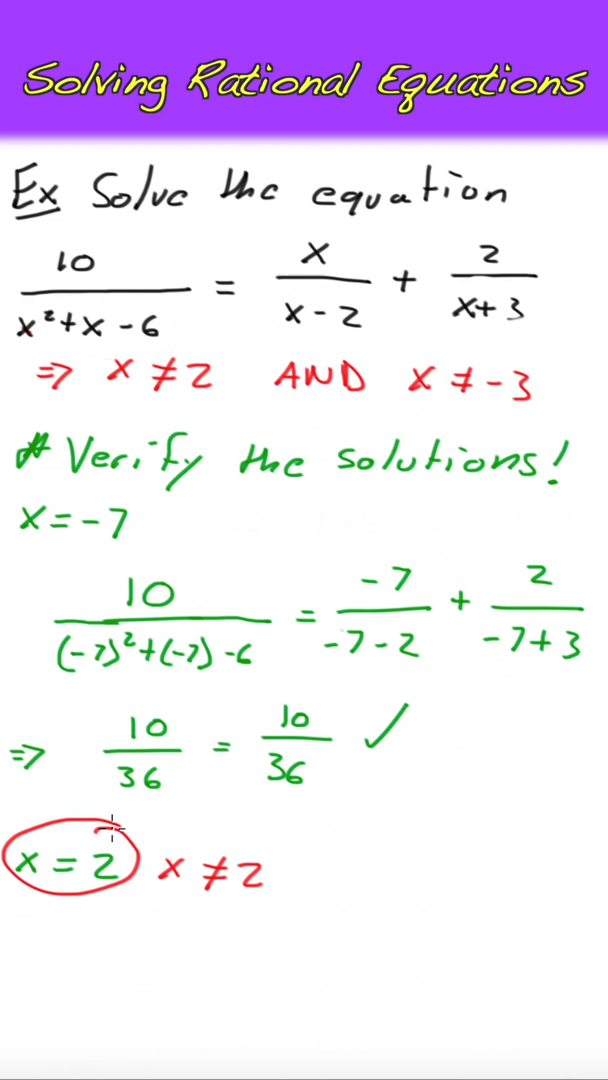 Solving Rational Equations
Ex Solve the equation
10/(x²+x-6) = x/(x-2) + 2/(x+3)
⇒ x ≠ 2 AND x ≠ -3
# Verify the solutions!
x = -7
10/((-7)²+(-7)-6) = -7/(-7-2) + 2/(-7+3)
⇒ 10/36 = 10/36 ✓
x = 2 x ≠ 2